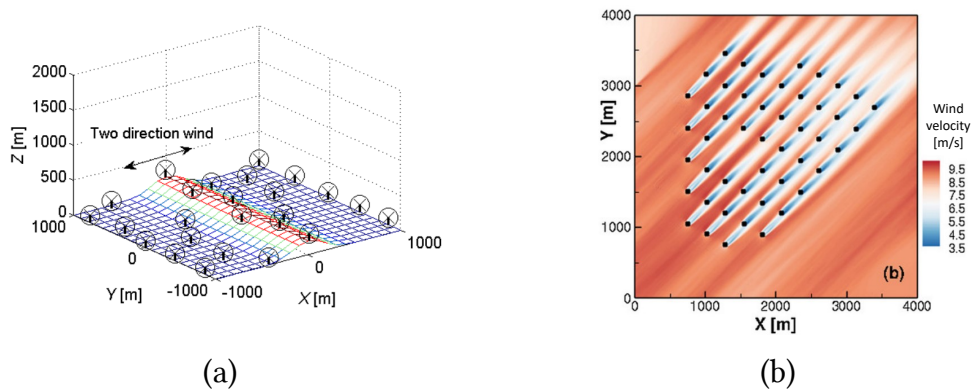 2000
1500
1000
500
0
Z [m]
Two direction wind
1000
0
-1000
Y [m]
-1000
0
1000
X [m]
(a)
4000
3000
2000
1000
0
Y [m]
0
1000
2000
3000
4000
X [m]
(b)
Wind
velocity
[m/s]
9.5
8.5
7.5
6.5
5.5
4.5
3.5
(b)